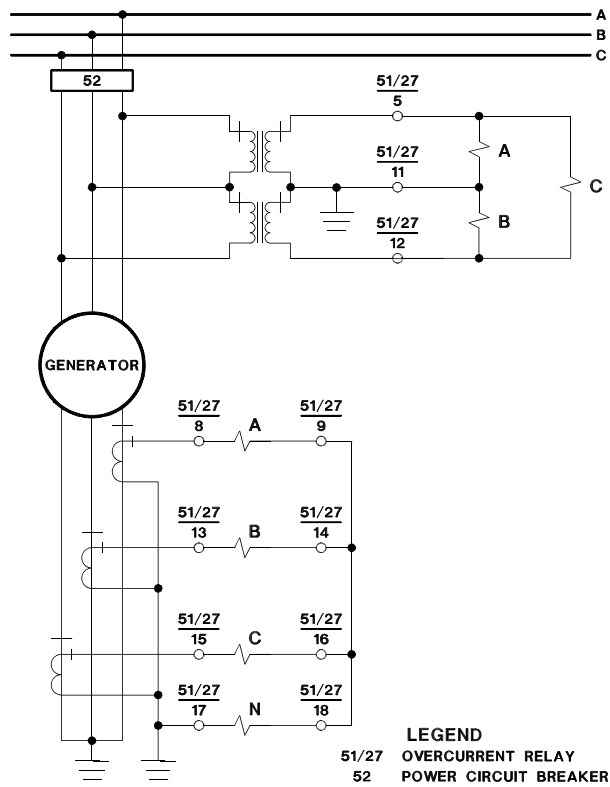 A
B
C
52
51/27
5
51/27
11
A
C
B
51/27
12
GENERATOR
51/27
8
A
51/27
9
51/27
13
B
51/27
14
51/27
15
C
51/27
16
51/27
17
N
51/27
18
LEGEND
51/27 OVERCURRENT RELAY
52 POWER CIRCUIT BREAKER